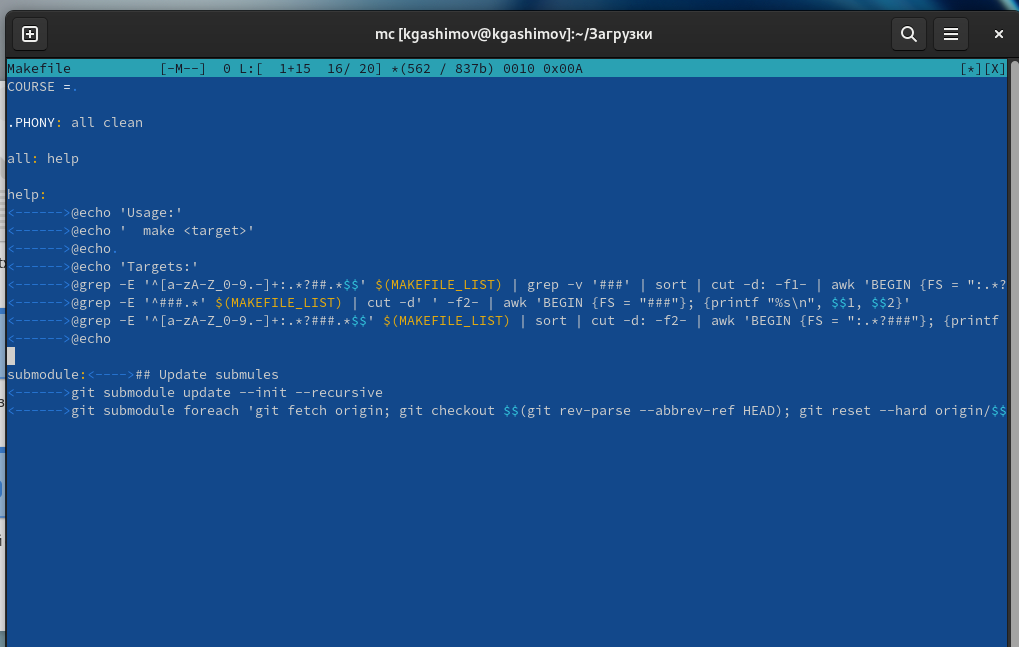 mc [kgashimov@kgashimov]:~/Загрузки
Makefile [-M--] 0 L:[ 1+15 16/ 20] *(562 / 837b) 0010 0x00A [*][X]
COURSE =.
.PHONY: all clean
all: help
help:
<------>@echo 'Usage:'
<------>@echo '  make <target>'
<------>@echo.
<------>@echo 'Targets:'
<------>@grep -E '^[a-zA-Z_0-9.-]+:.*?##.*$$' $(MAKEFILE_LIST) | grep -v '###' | sort | cut -d: -f1- | awk 'BEGIN {FS = ":.*?
<------>@grep -E '^###.*' $(MAKEFILE_LIST) | cut -d' ' -f2- | awk 'BEGIN {FS = "###"}; {printf "%s\n", $$1, $$2}'
<------>@grep -E '^[a-zA-Z_0-9.-]+:.*?###.*$$' $(MAKEFILE_LIST) | sort | cut -d: -f2- | awk 'BEGIN {FS = ":.*?###"}; {printf
<------>@echo
submodule:<---->## Update submules
<------>git submodule update --init --recursive
<------>git submodule foreach 'git fetch origin; git checkout $$(git rev-parse --abbrev-ref HEAD); git reset --hard origin/$$